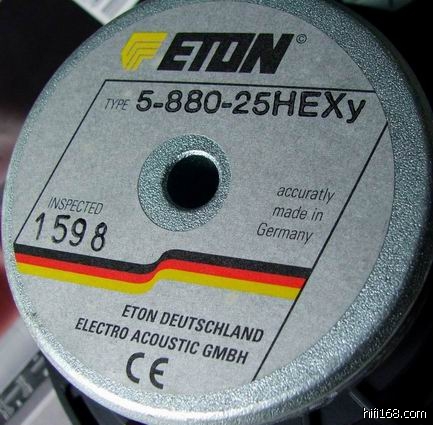 ETON ©
TYPE 5-880-25HEXy
accuratly
made in
Germany
INSPECTED
1598
ETON DEUTSCHLAND
ELECTRO ACOUSTIC GMBH
CE
hifi168.com